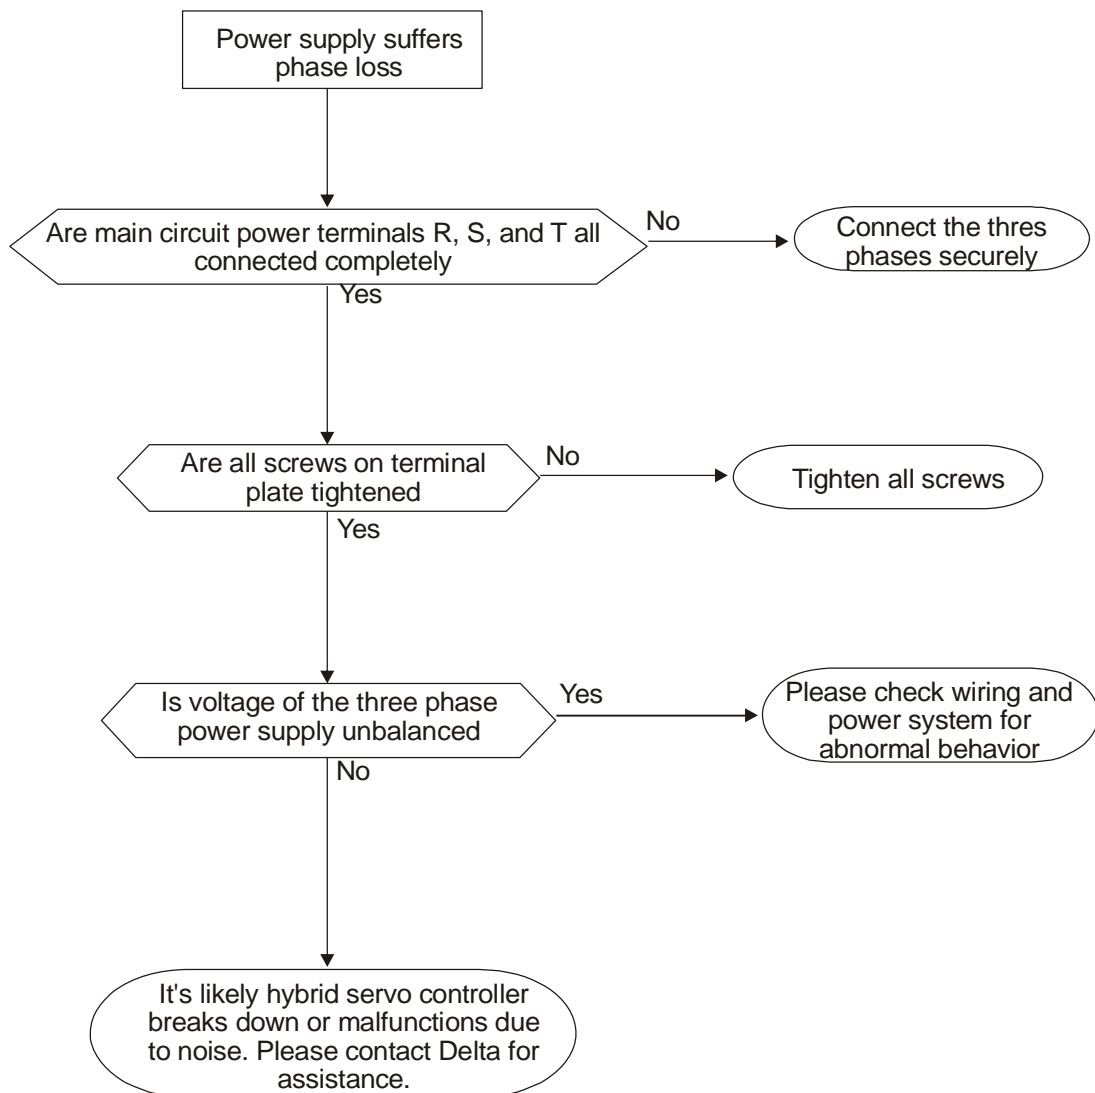 Power supply suffers
phase loss
Are main circuit power terminals R, S, and T all
connected completely
No
Connect the thres
phases securely
Yes
Are all screws on terminal
plate tightened
No
Tighten all screws
Yes
Is voltage of the three phase
power supply unbalanced
Yes
Please check wiring and
power system for
abnormal behavior
No
It's likely hybrid servo controller
breaks down or malfunctions due
to noise. Please contact Delta for
assistance.